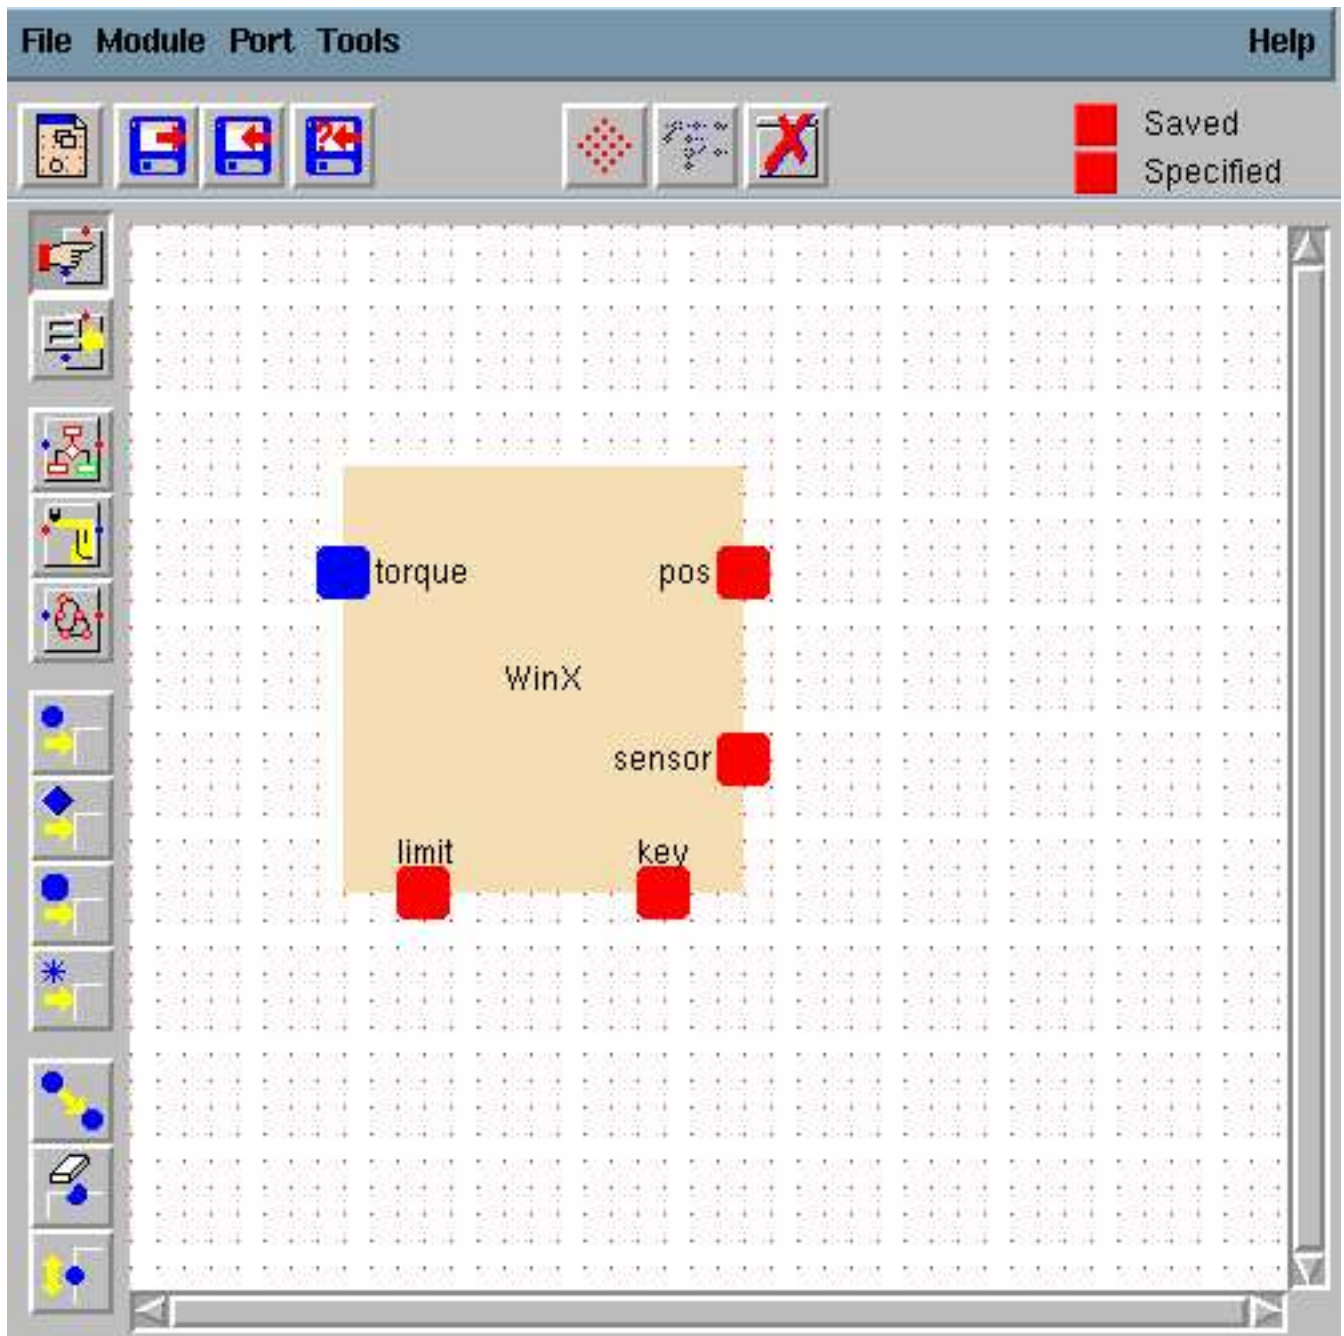 File Module Port Tools Help
Saved
Specified
torque pos
WinX
sensor
limit key